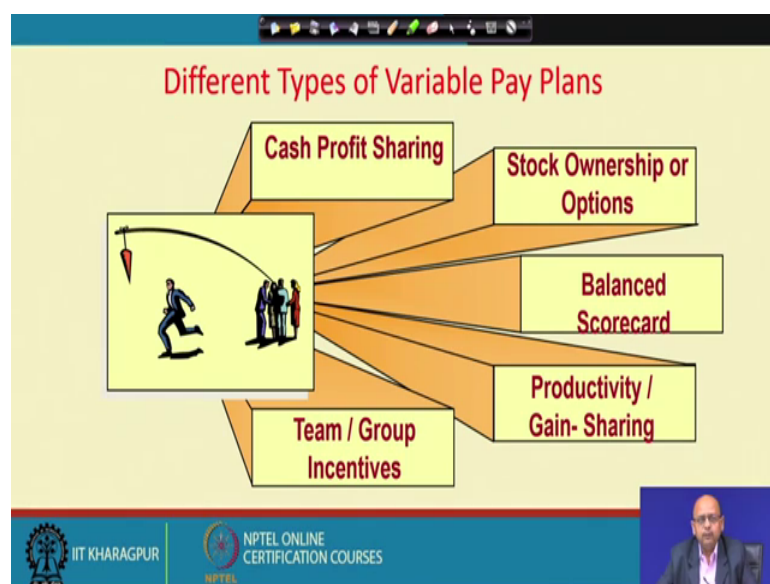 Different Types of Variable Pay Plans
Cash Profit Sharing
Stock Ownership or
Options
Balanced
Scorecard
Productivity /
Gain- Sharing
Team / Group
Incentives
IIT KHARAGPUR
NPTEL ONLINE
CERTIFICATION COURSES
NPTEL